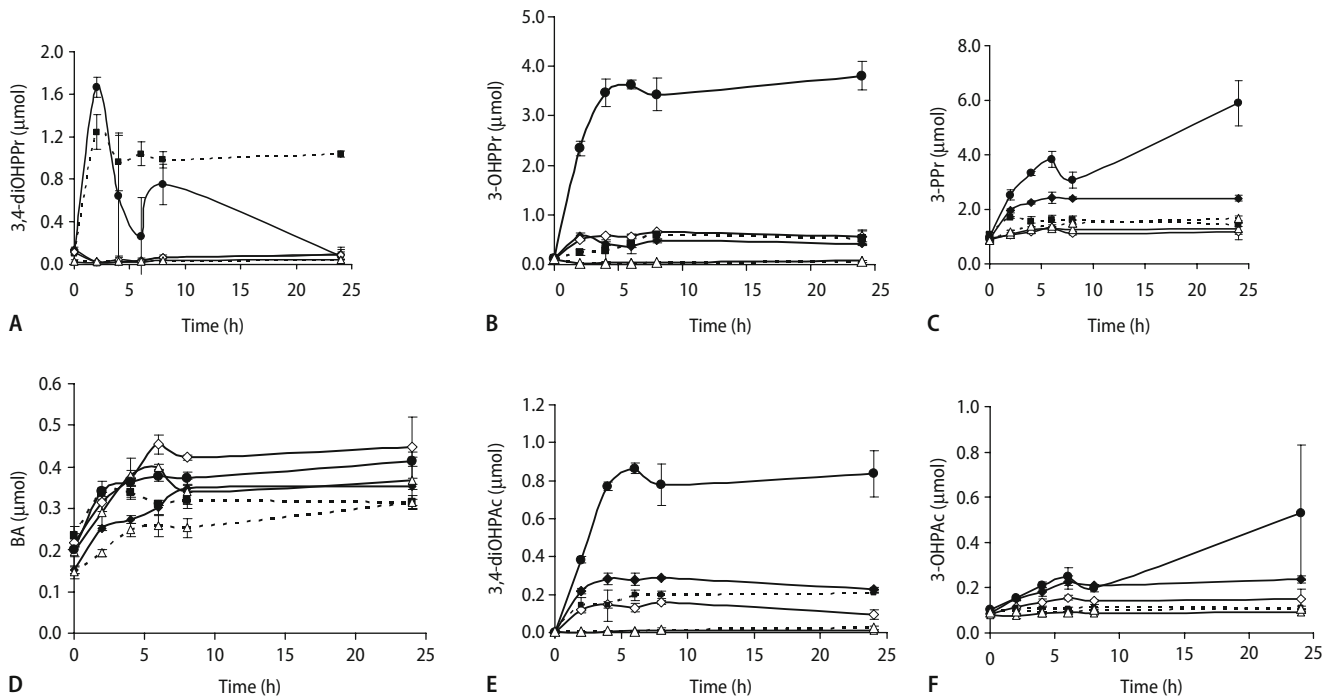 2.0
1.6
1.2
0.8
0.4
0.0
3,4-diOHPPr (μmol)
0 5 10 15 20 25
Time (h)
A
5.0
4.0
3.0
2.0
1.0
0.0
3-OHPPr (μmol)
0 5 10 15 20 25
Time (h)
B
8.0
6.0
4.0
2.0
0.0
3-PPr (μmol)
0 5 10 15 20 25
Time (h)
C
0.6
0.5
0.4
0.3
0.2
0.1
0.0
BA (μmol)
0 5 10 15 20 25
Time (h)
D
1.2
1.0
0.8
0.6
0.4
0.2
0.0
3,4-diOHPAc (μmol)
0 5 10 15 20 25
Time (h)
E
1.0
0.8
0.6
0.4
0.2
0.0
3-OHPAc (μmol)
0 5 10 15 20 25
Time (h)
F